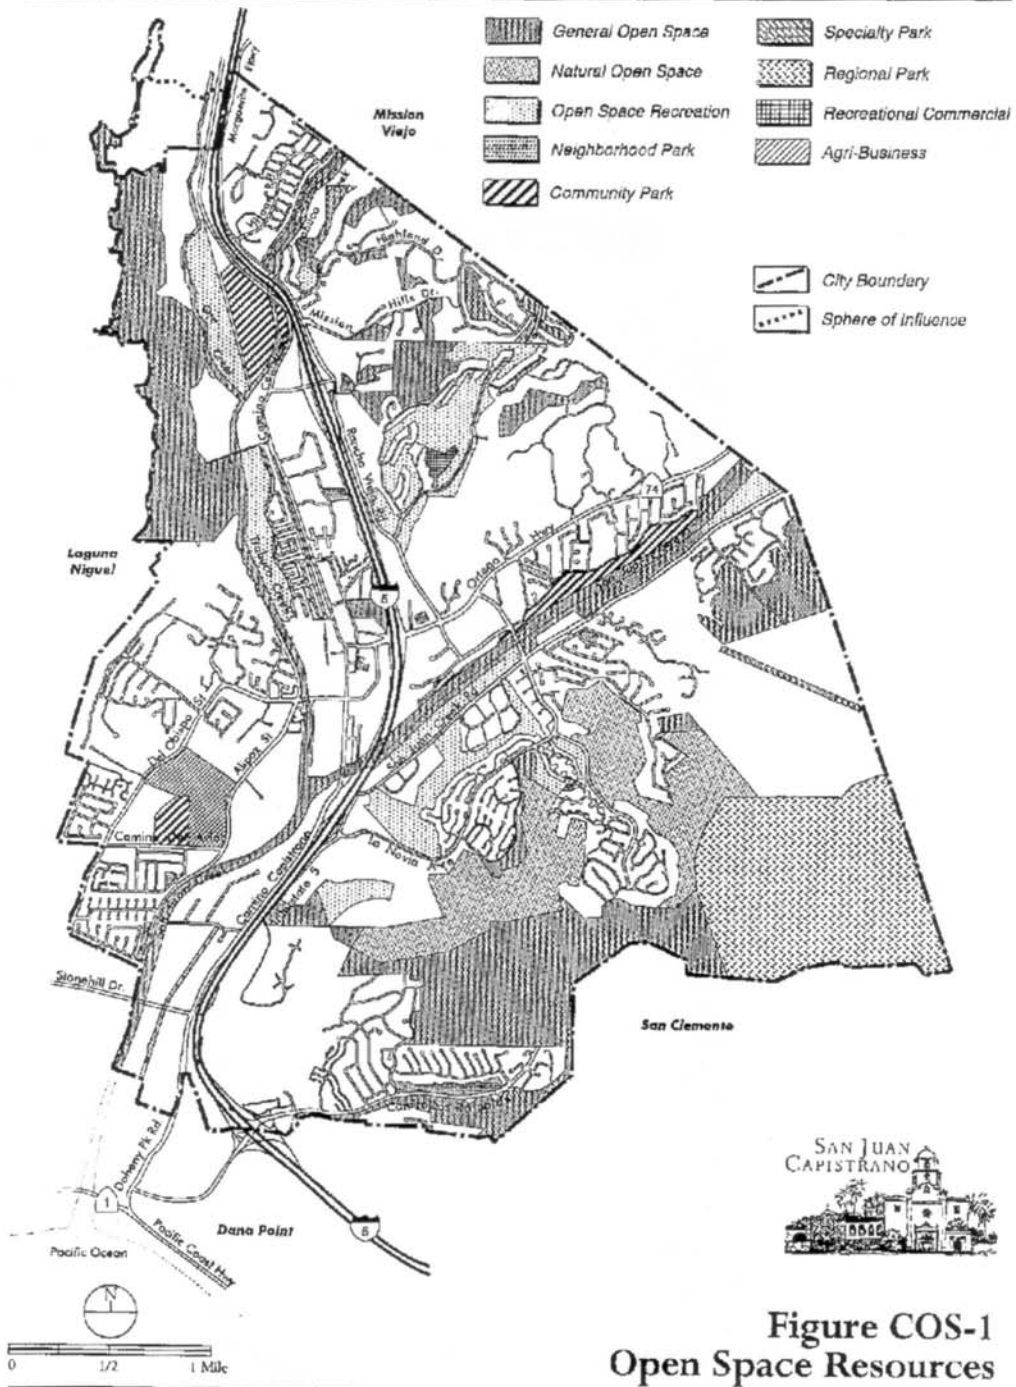 General Open Space
Natural Open Space
Open Space Recreation
Neighborhood Park
Community Park
Specialty Park
Regional Park
Recreational Commercial
Agri-Business
City Boundary
Sphere of Influence
Mission
Viejo
Highland Dr.
Mission Hills Dr.
Rancho Viejo
74
Ortega Hwy
5
Laguna
Niguel
Del Obispo St
Alipaz St
San Juan Creek Rd
La Novia
Camino Capistrano
Stonehill Dr.
San Clemente
Doheny Pk Rd
1
Dana Point
5
Pacific Ocean
Pacific Coast Hwy
SAN JUAN
CAPISTRANO
N
0 1/2 1 Mile
Figure COS-1
Open Space Resources